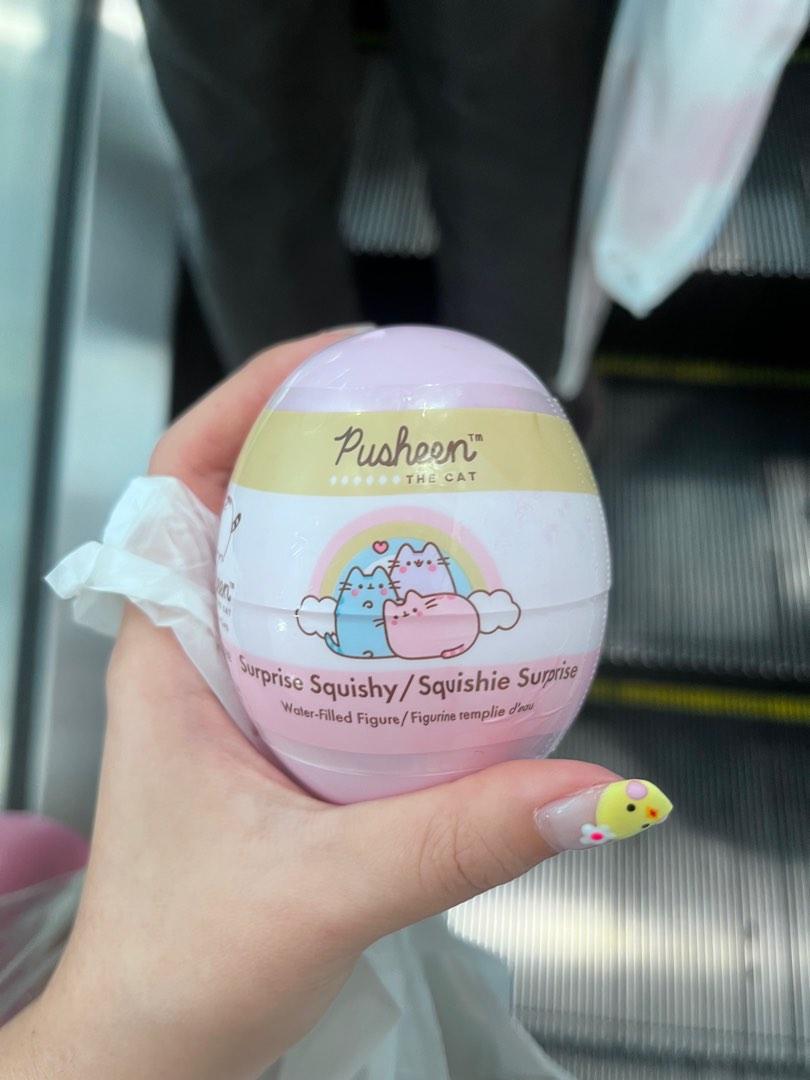 Pusheen™
THE CAT
Surprise Squishy/Squishie Surprise
Water-Filled Figure/Figurine remplie d'eau